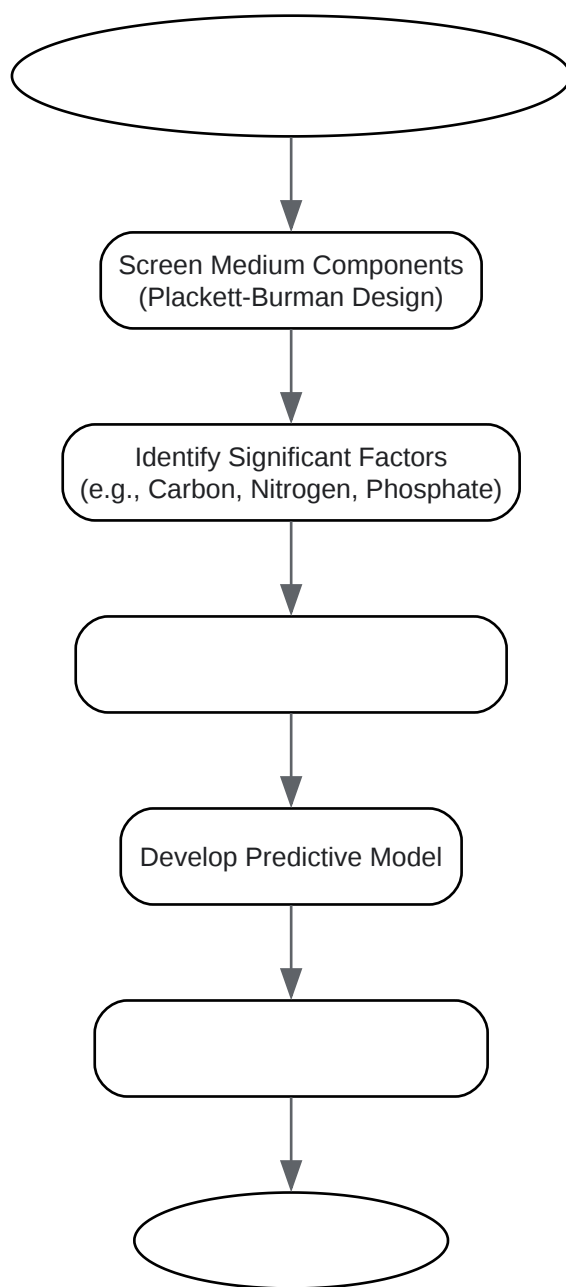 Screen Medium Components
(Plackett-Burman Design)
Identify Significant Factors
(e.g., Carbon, Nitrogen, Phosphate)
Develop Predictive Model